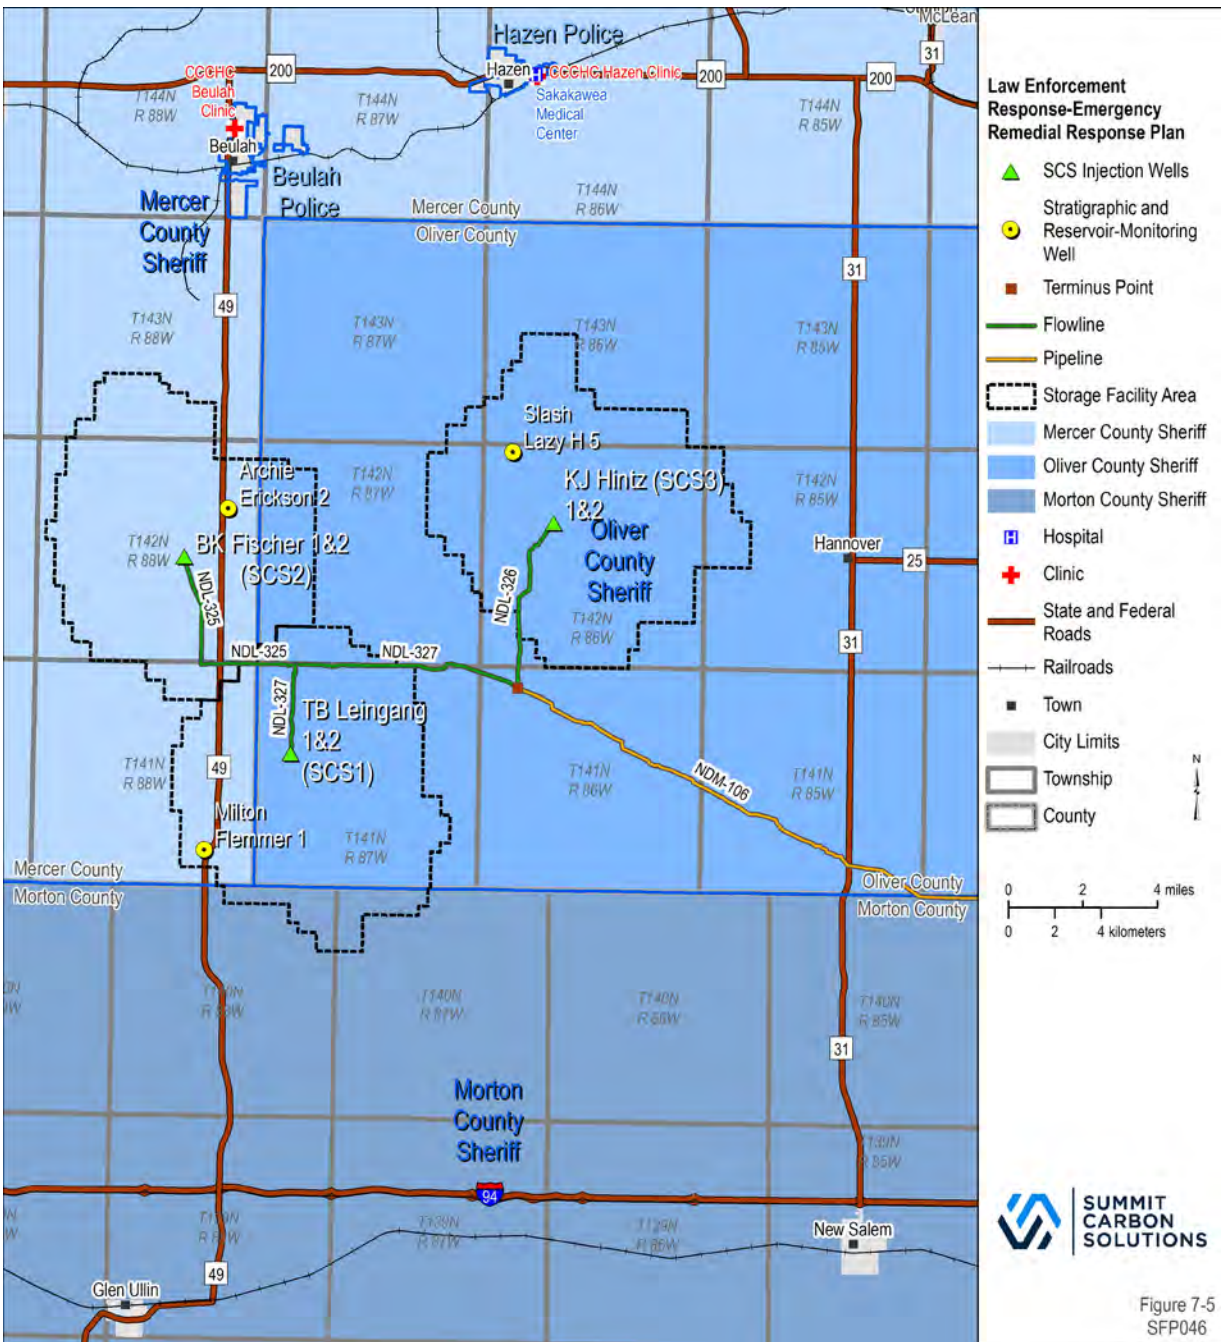 McLean
Hazen Police
31
CCCHC
Beulah
Clinic
200
Hazen
CCCHC Hazen Clinic
200
200
Sakakawea
Medical
Center
T144N
R 88W
T144N
R 87W
T144N
R 85W
Beulah
Beulah
Police
Mercer
County
Sheriff
T144N
R 86W
Mercer County
Oliver County
31
49
T143N
R 88W
T143N
R 87W
T143N
R 86W
T143N
R 85W
Slash
Lazy H 5
Archie
Erickson 2
T142N
R 87W
KJ Hintz (SCS3)
1&2
T142N
R 85W
T142N
R 88W
BK Fischer 1&2
(SCS2)
Oliver
County
Sheriff
Hannover
25
NDL-325
NDL-326
T142N
R 86W
31
NDL-325
NDL-327
NDL-327
TB Leingang
1&2
(SCS1)
T141N
R 88W
49
T141N
R 86W
NDM-106
T141N
R 85W
Milton
Flemmer 1
T141N
R 87W
Mercer County
Morton County
Oliver County
Morton County
T140N
R 87W
T140N
R 86W
T140N
R 85W
31
Morton
County
Sheriff
T139N
R 85W
94
T139N
R 87W
T139N
R 86W
New Salem
49
Glen Ullin
Law Enforcement
Response-Emergency
Remedial Response Plan
SCS Injection Wells
Stratigraphic and
Reservoir-Monitoring
Well
Terminus Point
Flowline
Pipeline
Storage Facility Area
Mercer County Sheriff
Oliver County Sheriff
Morton County Sheriff
H Hospital
Clinic
State and Federal
Roads
Railroads
Town
City Limits
Township
County
N
0 2 4 miles
0 2 4 kilometers
SUMMIT
CARBON
SOLUTIONS
Figure 7-5
SFP046